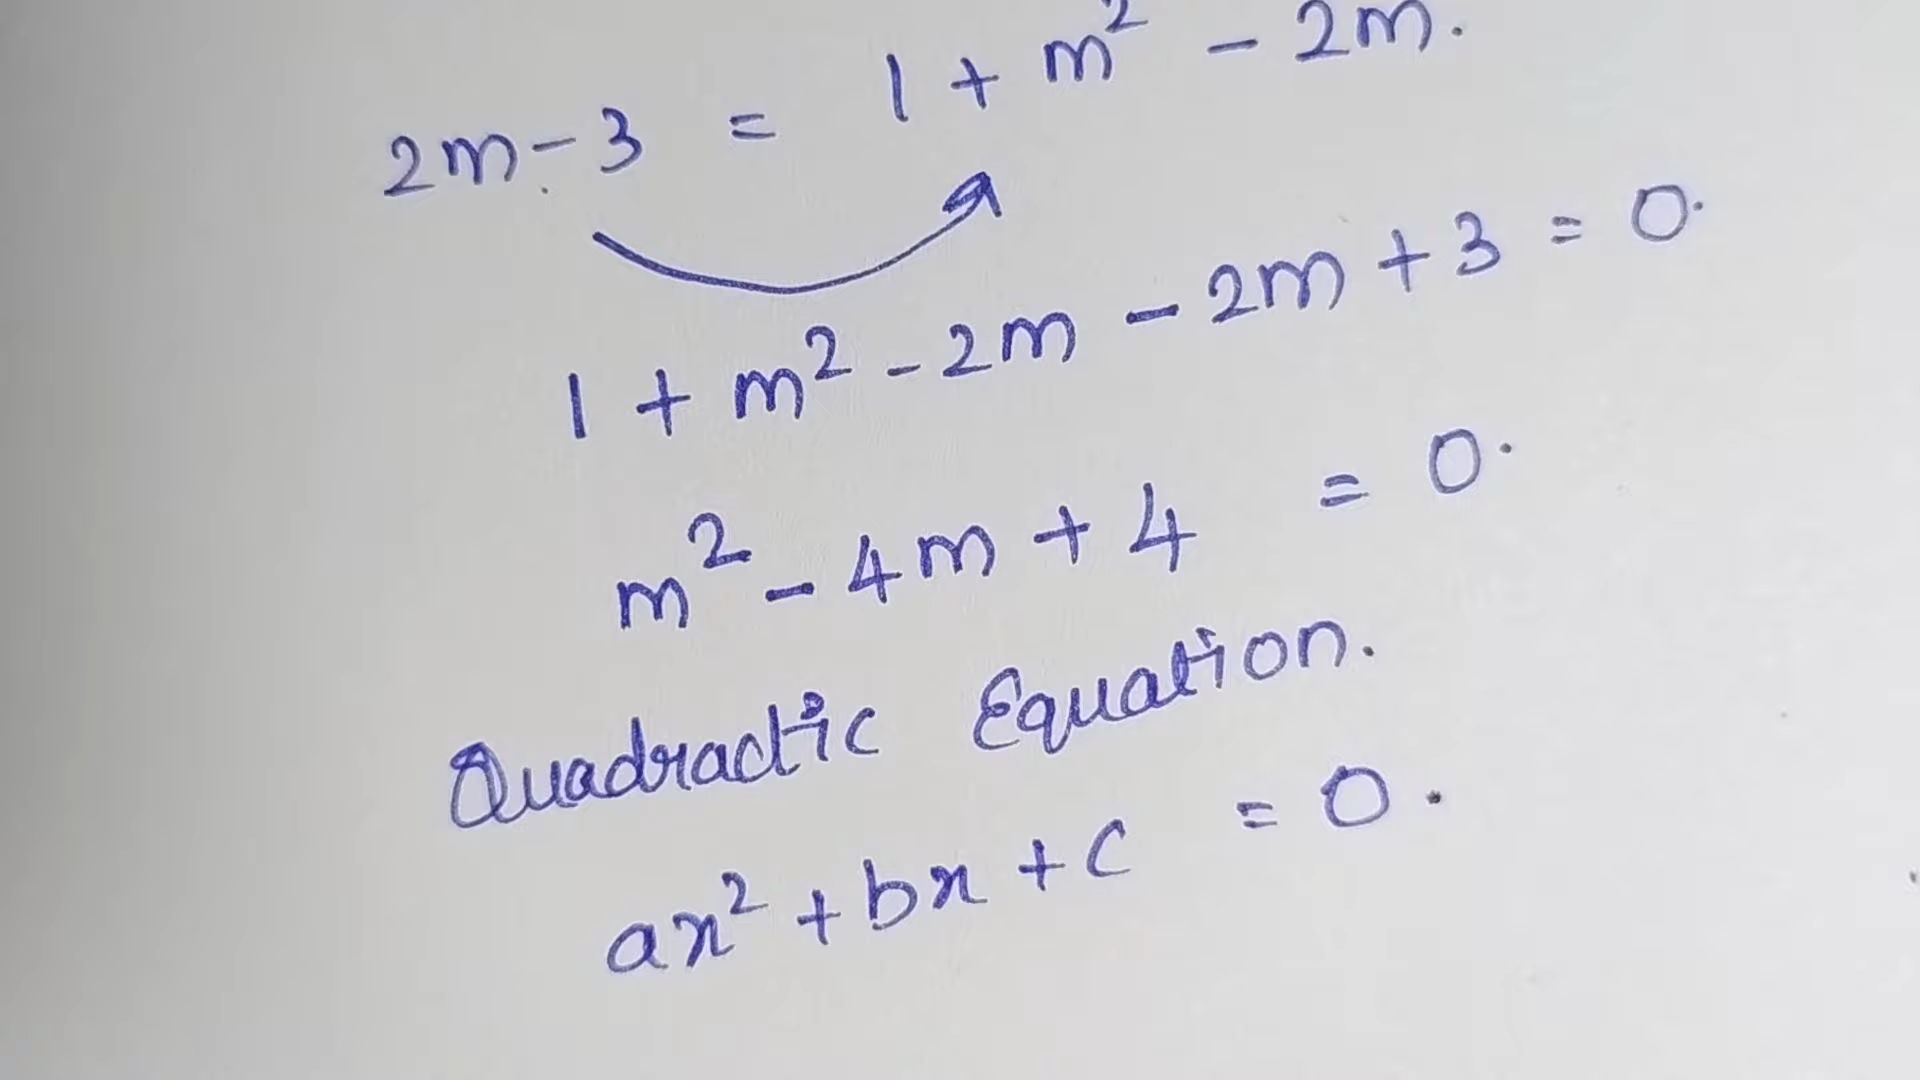 2m - 3 = 1 + m² - 2m.
1 + m² - 2m - 2m + 3 = 0.
m² - 4m + 4 = 0.
Quadractic Equation.
ax² + bx + c = 0.